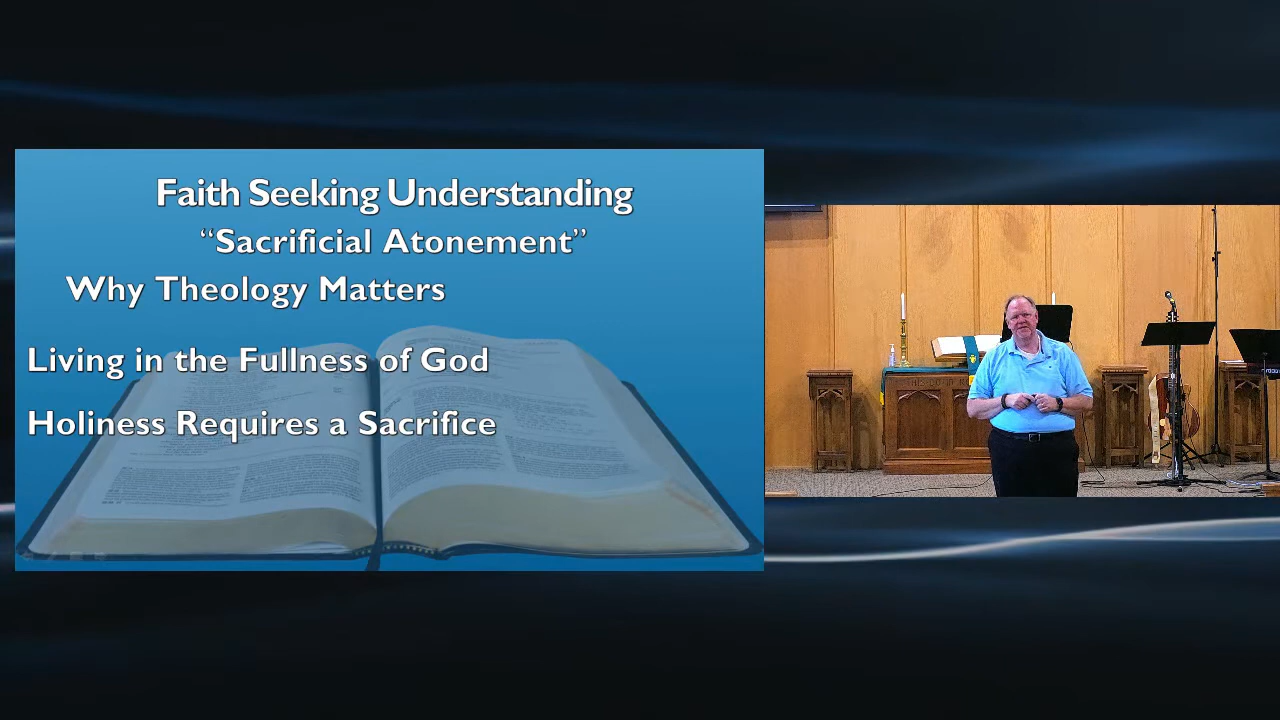 Faith Seeking Understanding
“Sacrificial Atonement”
Why Theology Matters
Living in the Fullness of God
Holiness Requires a Sacrifice